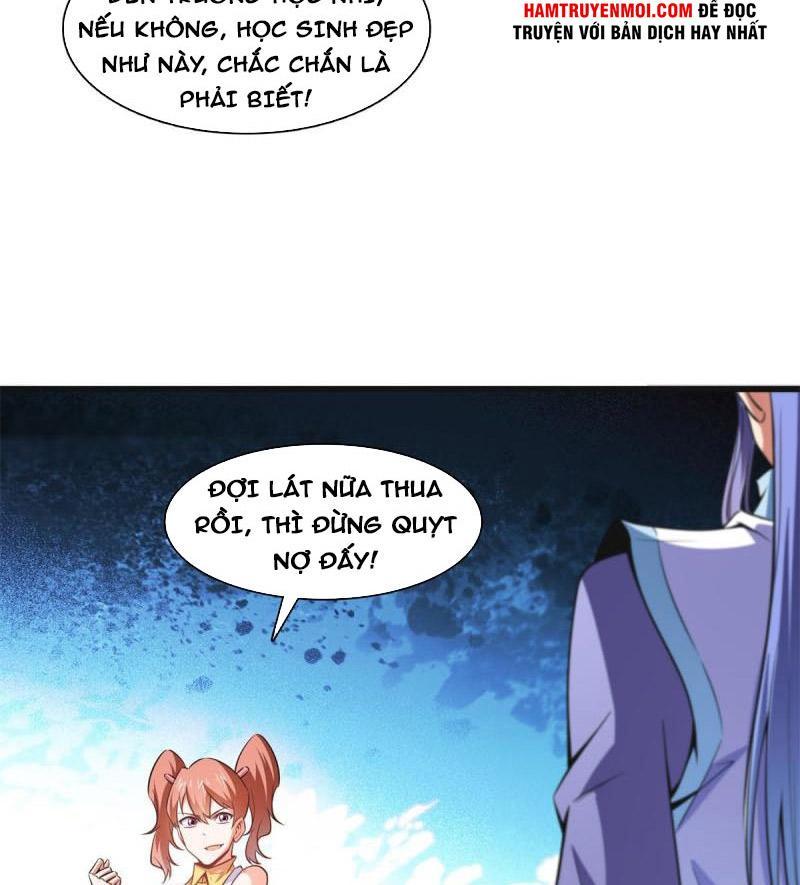 NẾU KHÔNG, HỌC SINH ĐẸP
NHƯ NÀY, CHẮC CHẮN LÀ
PHẢI BIẾT!
HAMTRUYENMOI.COM ĐỂ ĐỌC
TRUYỆN VỚI BẢN DỊCH HAY NHẤT
ĐỢI LÁT NỮA THUA
RỒI, THÌ ĐỪNG QUỴT
NỢ ĐẤY!